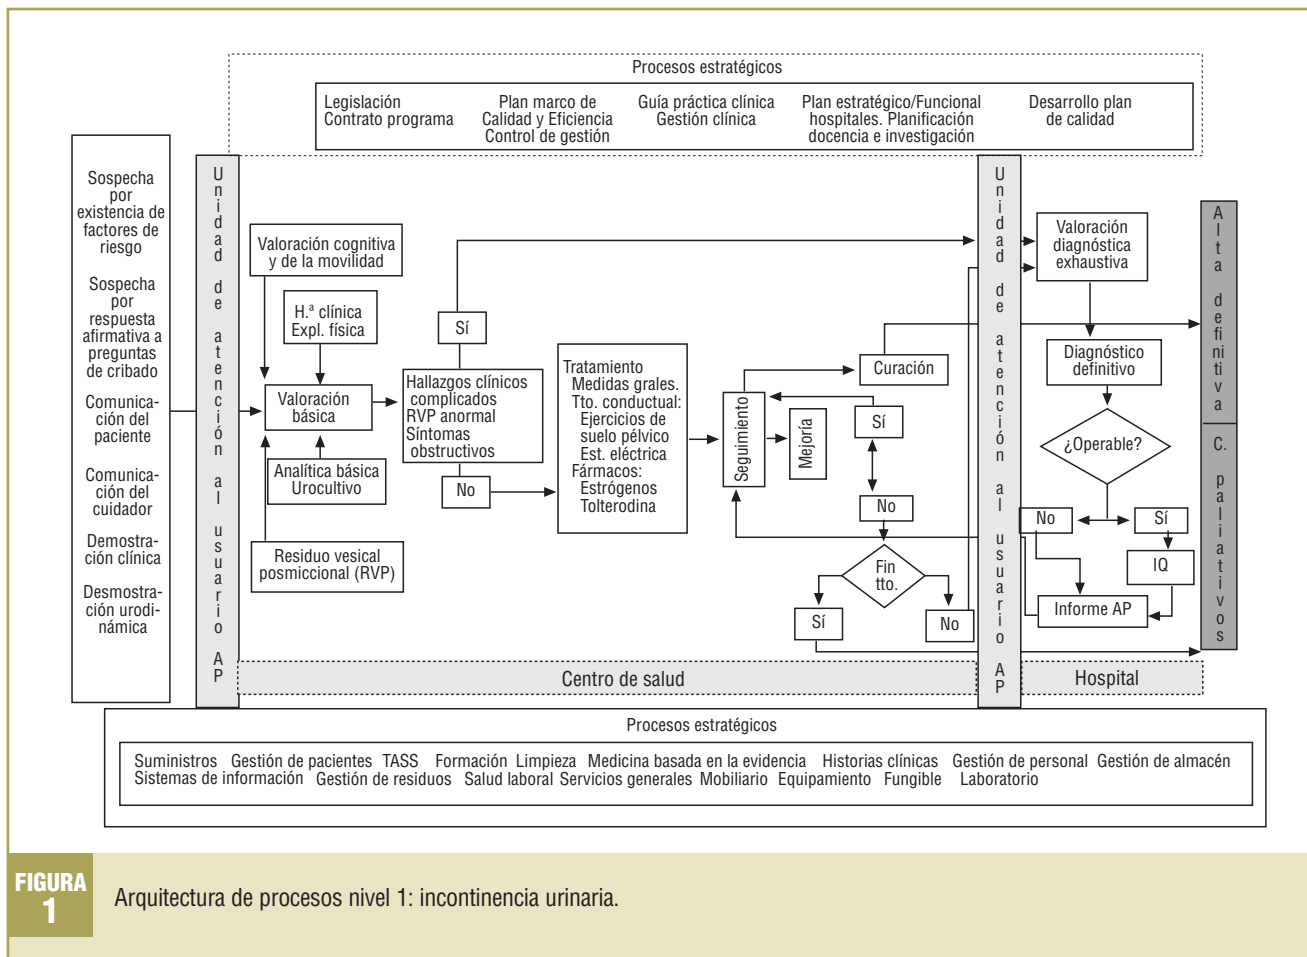 Procesos estratégicos
Legislación
Contrato programa
Plan marco de
Calidad y Eficiencia
Control de gestión
Guía práctica clínica
Gestión clínica
Plan estratégico/Funcional
hospitales. Planificación
docencia e investigación
Desarrollo plan
de calidad
Sospecha
por
existencia de
factores de
riesgo
Sospecha
por
respuesta
afirmativa a
preguntas
de cribado
Comunica-
ción del
paciente
Comunica-
ción del
cuidador
Demostra-
ción clínica
Desmostra-
ción urodi-
námica
Unidad de atención al usuario AP
Valoración cognitiva
y de la movilidad
H.ª clínica
Expl. física
Valoración
básica
Analítica básica
Urocultivo
Residuo vesical
posmiccional (RVP)
Sí
Hallazgos clínicos
complicados
RVP anormal
Síntomas
obstructivos
No
Tratamiento
Medidas grales.
Tto. conductual:
Ejercicios de
suelo pélvico
Est. eléctrica
Fármacos:
Estrógenos
Tolterodina
Seguimiento
Mejoría
Curación
Sí
No
Fin
tto.
Sí
No
Unidad de atención al usuario AP
Valoración
diagnóstica
exhaustiva
Diagnóstico
definitivo
¿Operable?
No
Sí
IQ
Informe AP
Alta definitiva
C. paliativos
Centro de salud
Hospital
Procesos estratégicos
Suministros Gestión de pacientes TASS Formación Limpieza Medicina basada en la evidencia Historias clínicas Gestión de personal Gestión de almacén
Sistemas de información Gestión de residuos Salud laboral Servicios generales Mobiliario Equipamiento Fungible Laboratorio
FIGURA
1
Arquitectura de procesos nivel 1: incontinencia urinaria.